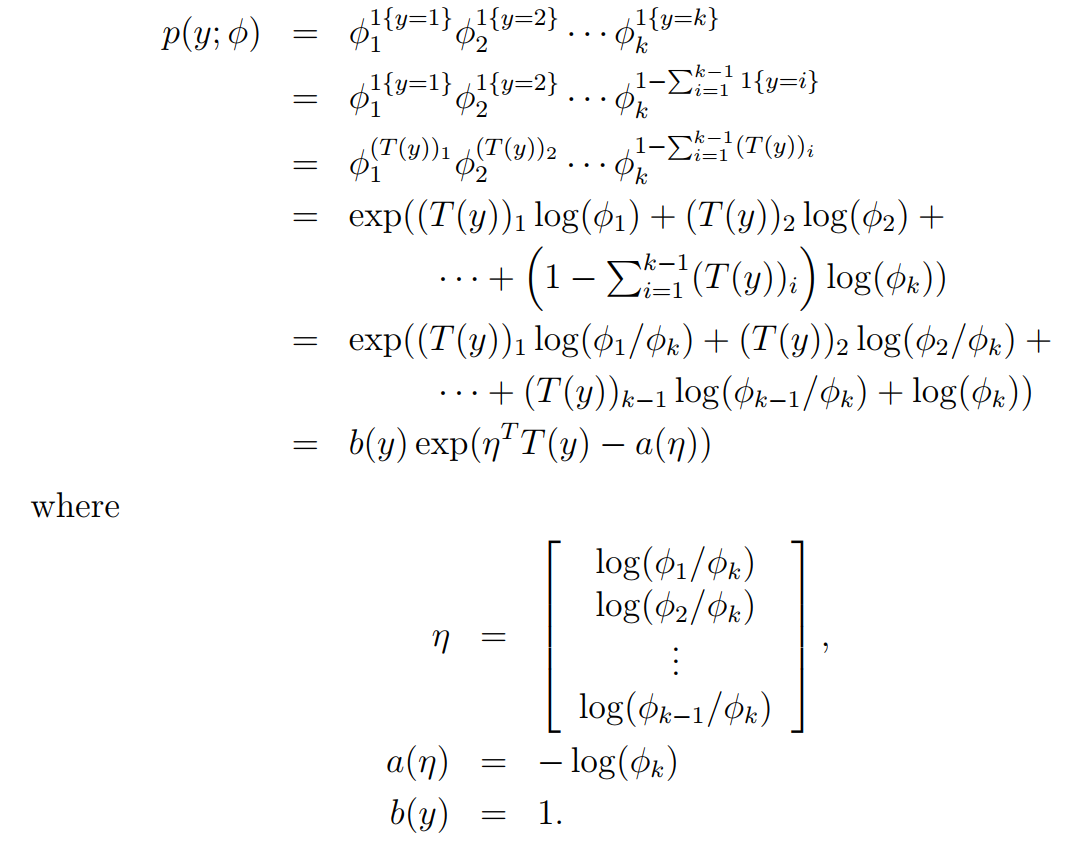 p(y; φ) = φ_1^{1{y=1}} φ_2^{1{y=2}} ⋯ φ_k^{1{y=k}}
= φ_1^{1{y=1}} φ_2^{1{y=2}} ⋯ φ_k^{1−∑_{i=1}^{k−1} 1{y=i}}
= φ_1^{(T(y))_1} φ_2^{(T(y))_2} ⋯ φ_k^{1−∑_{i=1}^{k−1} (T(y))_i}
= exp((T(y))_1 log(φ_1) + (T(y))_2 log(φ_2) +
⋯ + (1 − ∑_{i=1}^{k−1} (T(y))_i) log(φ_k))
= exp((T(y))_1 log(φ_1/φ_k) + (T(y))_2 log(φ_2/φ_k) +
⋯ + (T(y))_{k−1} log(φ_{k−1}/φ_k) + log(φ_k))
= b(y) exp(η^T T(y) − a(η))
where
η = [ log(φ_1/φ_k)
log(φ_2/φ_k)
⋮
log(φ_{k−1}/φ_k) ],
a(η) = − log(φ_k)
b(y) = 1.